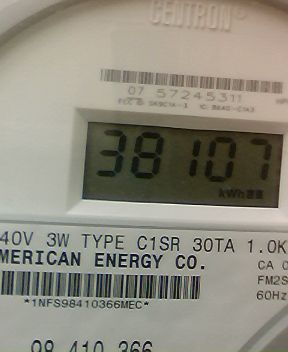 CENTRON®
07 57245311
38107
kWh
40V 3W TYPE C1SR 30TA 1.0K
MERICAN ENERGY CO.
CA 0
FM2S
60Hz
*1NFS98410366MEC*
98 410 366